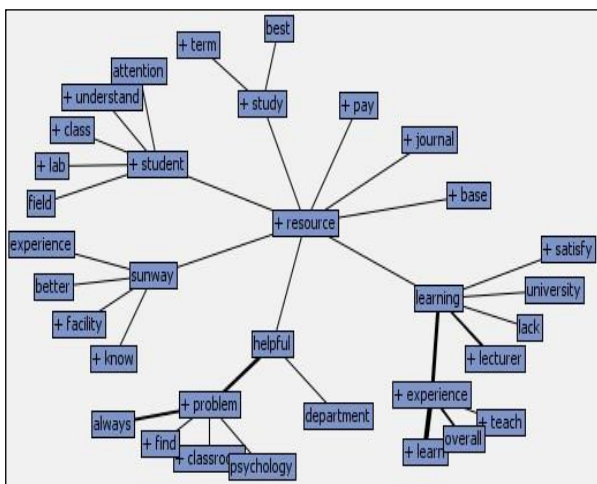 best
+ term
attention
+ understand
+ study
+ pay
+ class
+ journal
+ lab
+ student
+ base
field
+ resource
experience
+ satisfy
sunway
better
learning
university
+ facility
lack
helpful
+ know
+ lecturer
+ experience
+ problem
always
department
+ teach
+ find
overall
+ learn
+ classroo
psychology